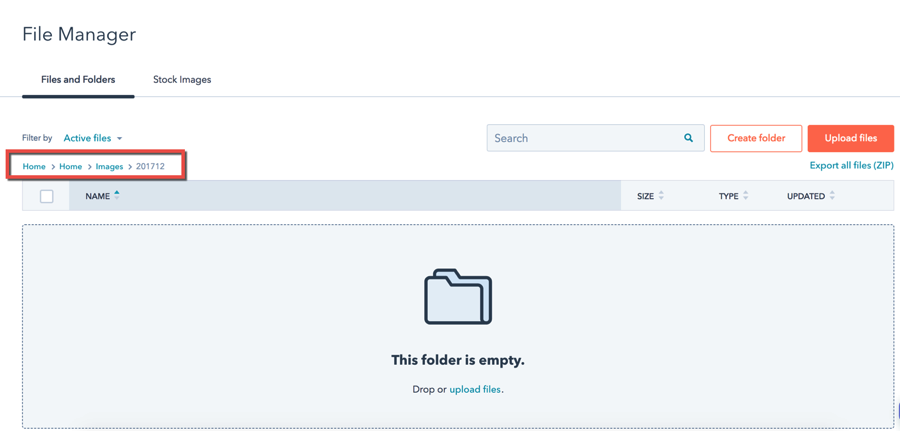 File Manager
Files and Folders Stock Images
Filter by Active files Search Create folder Upload files
Home > Home > Images > 201712 Export all files (ZIP)
NAME SIZE TYPE UPDATED
This folder is empty.
Drop or upload files.